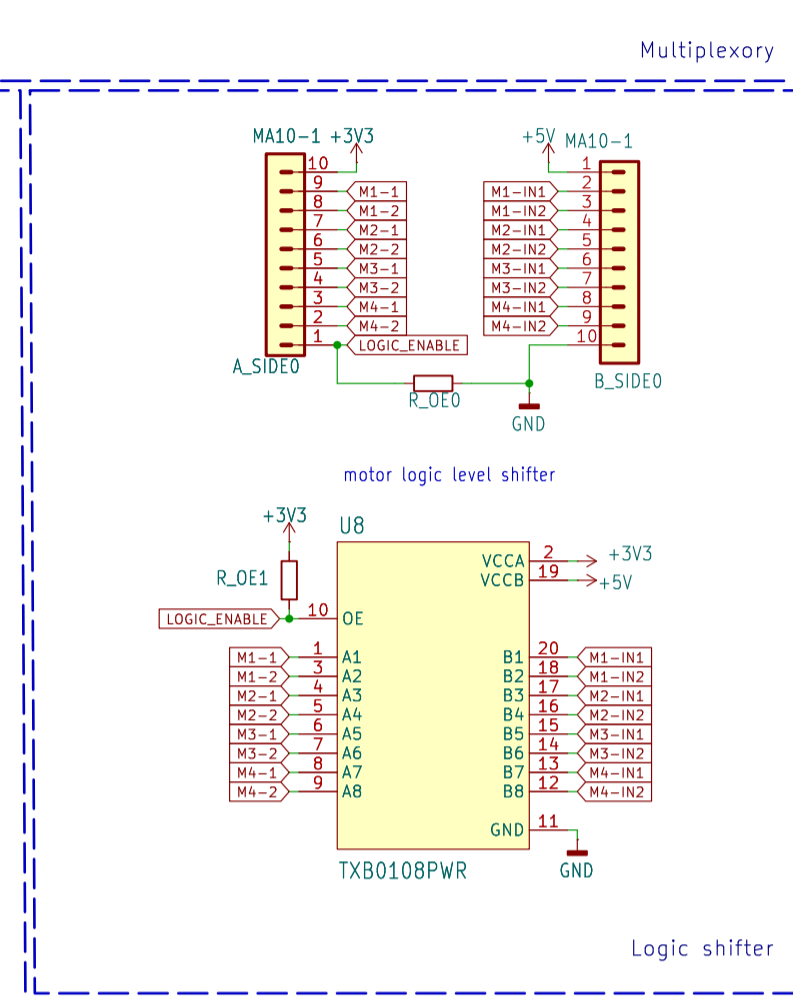 Multiplexory
MA10-1 +3V3
+5V MA10-1
10 1
9 M1-1 M1-IN1 2
8 M1-2 M1-IN2 3
7 M2-1 M2-IN1 4
6 M2-2 M2-IN2 5
5 M3-1 M3-IN1 6
4 M3-2 M3-IN2 7
3 M4-1 M4-IN1 8
2 M4-2 M4-IN2 9
1 LOGIC_ENABLE 10
A_SIDE0 B_SIDE0
R_OE0
GND
motor logic level shifter
+3V3 U8
VCCA 2 +3V3
R_OE1 VCCB 19 +5V
LOGIC_ENABLE 10 OE
M1-1 1 A1 B1 20 M1-IN1
M1-2 3 A2 B2 18 M1-IN2
M2-1 4 A3 B3 17 M2-IN1
M2-2 5 A4 B4 16 M2-IN2
M3-1 6 A5 B5 15 M3-IN1
M3-2 7 A6 B6 14 M3-IN2
M4-1 8 A7 B7 13 M4-IN1
M4-2 9 A8 B8 12 M4-IN2
GND 11
TXB0108PWR GND
Logic shifter